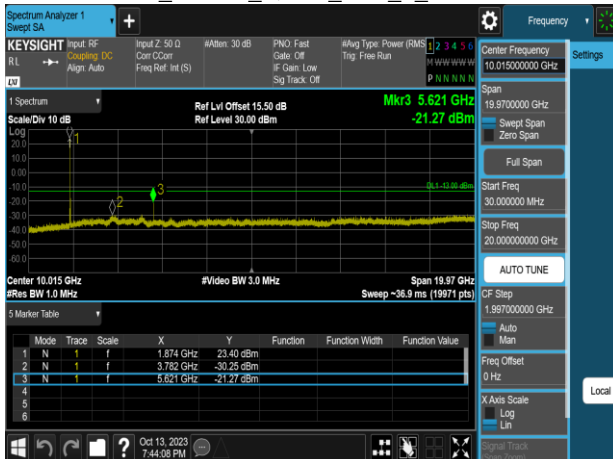 Spectrum Analyzer 1
Swept SA
+
Frequency
KEYSIGHT
RL
LXI
Input: RF
Coupling: DC
Align: Auto
Input Z: 50 Ω
Corr CCorr
Freq Ref: Int (S)
#Atten: 30 dB
PNO: Fast
Gate: Off
IF Gain: Low
Sig Track: Off
#Avg Type: Power (RMS
Trig: Free Run
1 2 3 4 5 6
M W W W W W
P N N N N N
Center Frequency
10.015000000 GHz
Settings
Span
19.9700000 GHz
Swept Span
Zero Span
Full Span
Start Freq
30.000000 MHz
Stop Freq
20.000000000 GHz
AUTO TUNE
CF Step
1.997000000 GHz
Auto
Man
Freq Offset
0 Hz
X Axis Scale
Log
Lin
Signal Track
(Span Zoom)
Local
1 Spectrum
Scale/Div 10 dB
Ref Lvl Offset 15.50 dB
Ref Level 30.00 dBm
Mkr3 5.621 GHz
-21.27 dBm
Log
20.0
10.0
0.00
-10.0
-20.0
-30.0
-40.0
-50.0
-60.0
1
2
3
DL1 -13.00 dBm
Center 10.015 GHz
#Res BW 1.0 MHz
#Video BW 3.0 MHz
Span 19.97 GHz
Sweep ~36.9 ms (19971 pts)
5 Marker Table
Mode Trace Scale X Y Function Function Width Function Value
1 N 1 f 1.874 GHz 23.40 dBm
2 N 1 f 3.782 GHz -30.25 dBm
3 N 1 f 5.621 GHz -21.27 dBm
4
5
6
?
Oct 13, 2023
7:44:08 PM